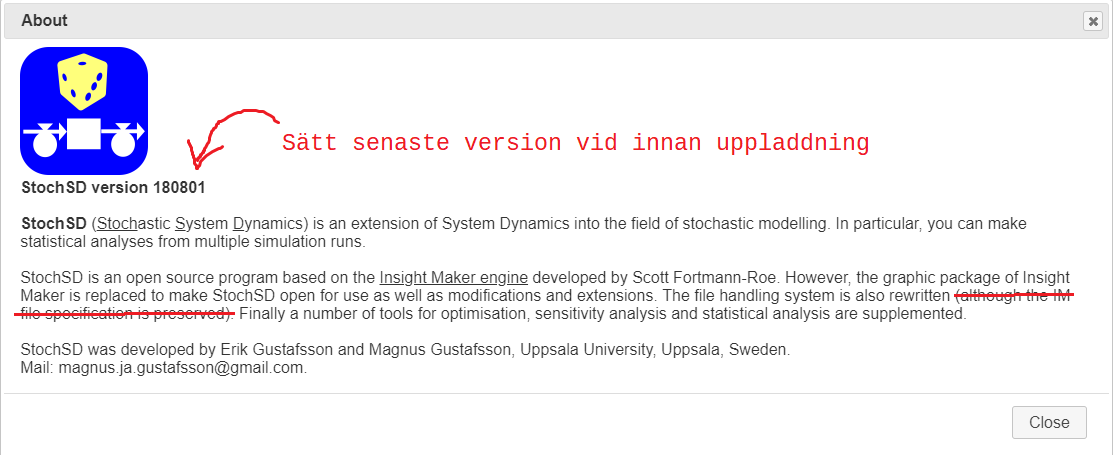 About
Sätt senaste version vid innan uppladdning
StochSD version 180801
StochSD (Stochastic System Dynamics) is an extension of System Dynamics into the field of stochastic modelling. In particular, you can make
statistical analyses from multiple simulation runs.
StochSD is an open source program based on the Insight Maker engine developed by Scott Fortmann-Roe. However, the graphic package of Insight
Maker is replaced to make StochSD open for use as well as modifications and extensions. The file handling system is also rewritten (although the IM
file specification is preserved). Finally a number of tools for optimisation, sensitivity analysis and statistical analysis are supplemented.
StochSD was developed by Erik Gustafsson and Magnus Gustafsson, Uppsala University, Uppsala, Sweden.
Mail: magnus.ja.gustafsson@gmail.com.
Close